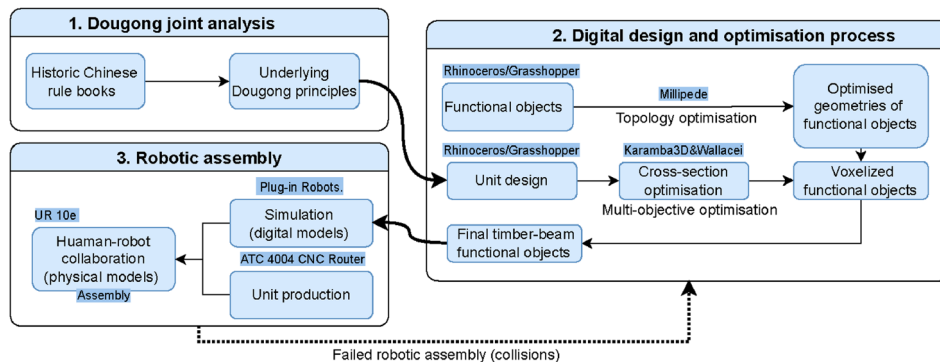 1. Dougong joint analysis
Historic Chinese
rule books
Underlying
Dougong principles
2. Digital design and optimisation process
Rhinoceros/Grasshopper
Functional objects
Millipede
Topology optimisation
Optimised
geometries of
functional objects
Rhinoceros/Grasshopper
Unit design
Karamba3D&Wallacei
Cross-section
optimisation
Multi-objective optimisation
Voxelized
functional objects
Final timber-beam
functional objects
3. Robotic assembly
Plug-in Robots.
Simulation
(digital models)
UR 10e
Huaman-robot
collaboration
(physical models)
Assembly
ATC 4004 CNC Router
Unit production
Failed robotic assembly (collisions)